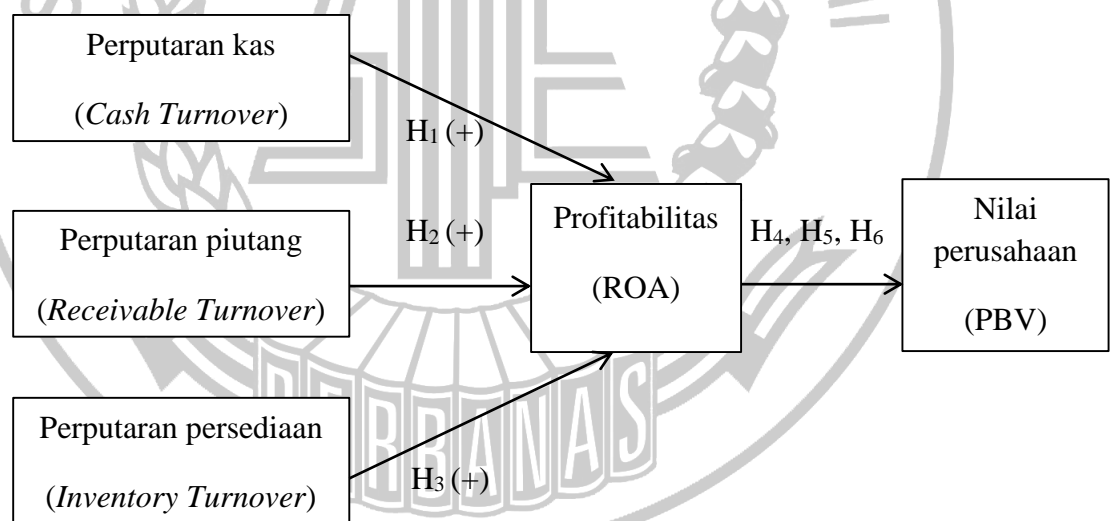 Perputaran kas
(Cash Turnover)
H₁ (+)
Perputaran piutang
(Receivable Turnover)
H₂ (+)
Perputaran persediaan
(Inventory Turnover)
H₃ (+)
Profitabilitas
(ROA)
H₄, H₅, H₆
Nilai
perusahaan
(PBV)
PERBANAS